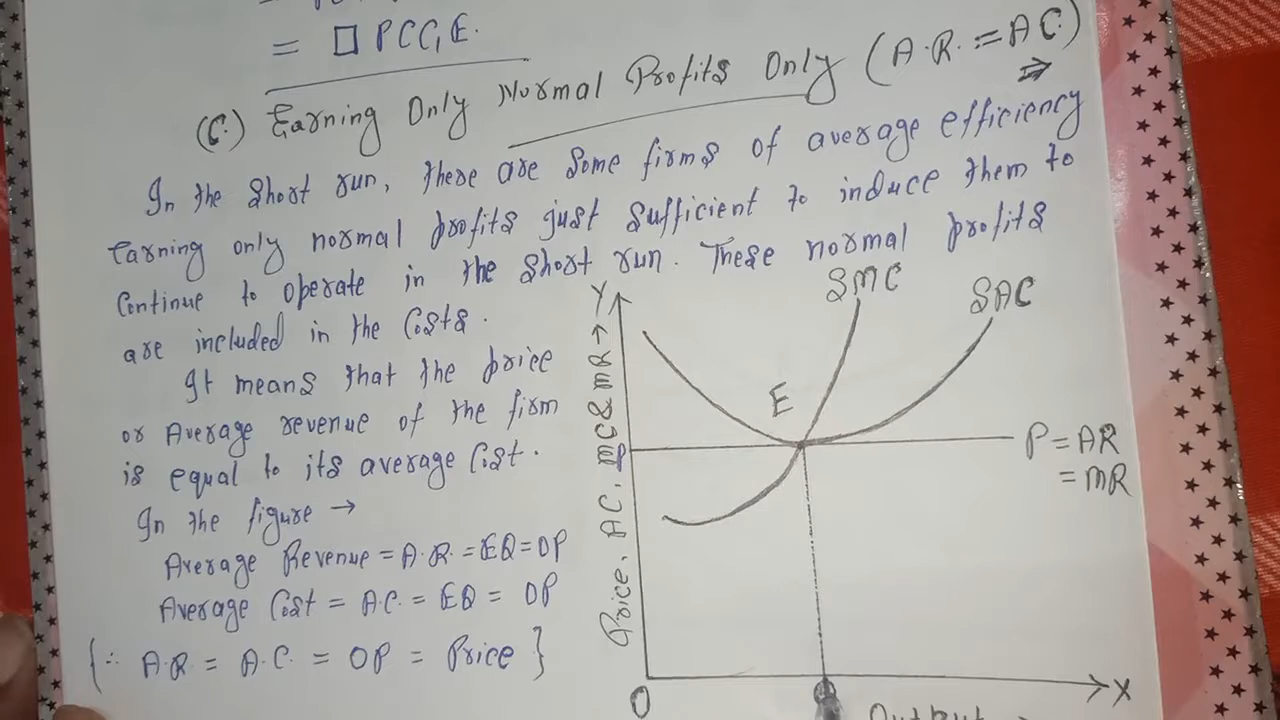 = □ PCC₁E.
(C.) Earning Only Normal Profits Only (A.R. = AC.)
⇒
In the Short run, there are Some firms of average efficiency
Earning only normal profits just Sufficient to induce them to
Continue to operate in the Short run. These normal profits
are included in the Costs.
It means that the price
or Average revenue of the firm
is equal to its average Cost.
In the figure →
Average Revenue = A.R. = EQ = OP
Average Cost = A.C. = EQ = OP
{∴ A.R = A.C. = OP = Price}
Y
SMC
SAC
E
P
P = AR
= MR
Price, AC, MC & MR →
O
X
Output